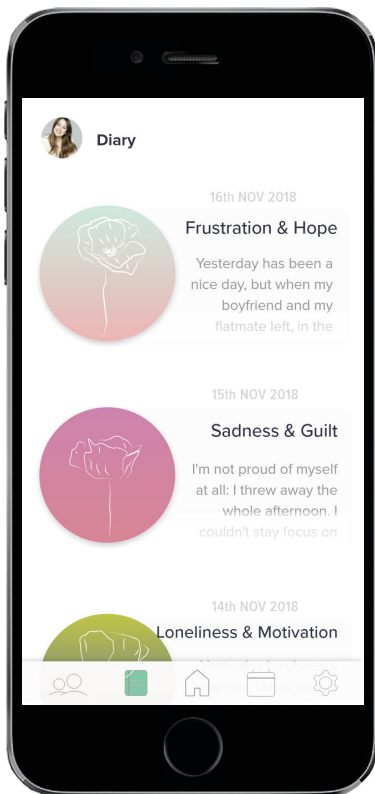 Diary
16th NOV 2018
Frustration & Hope
Yesterday has been a
nice day, but when my
boyfriend and my
flatmate left, in the
15th NOV 2018
Sadness & Guilt
I'm not proud of myself
at all: I threw away the
whole afternoon. I
couldn't stay focus on
14th NOV 2018
Loneliness & Motivation